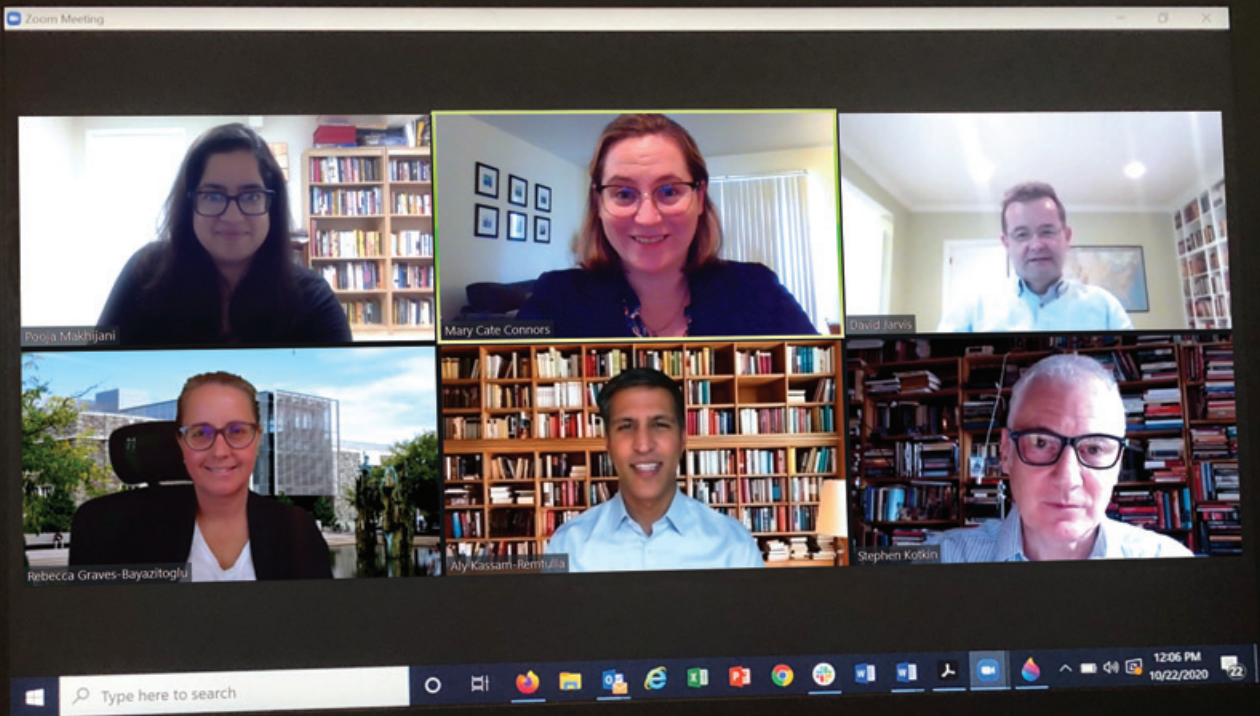 Zoom Meeting
Pooja Makhijani
Mary Cate Connors
David Jarvis
Rebecca Graves-Bayazitoglu
Aly Kassam-Remtulla
Stephen Kotkin
Type here to search
12:06 PM
10/22/2020
22